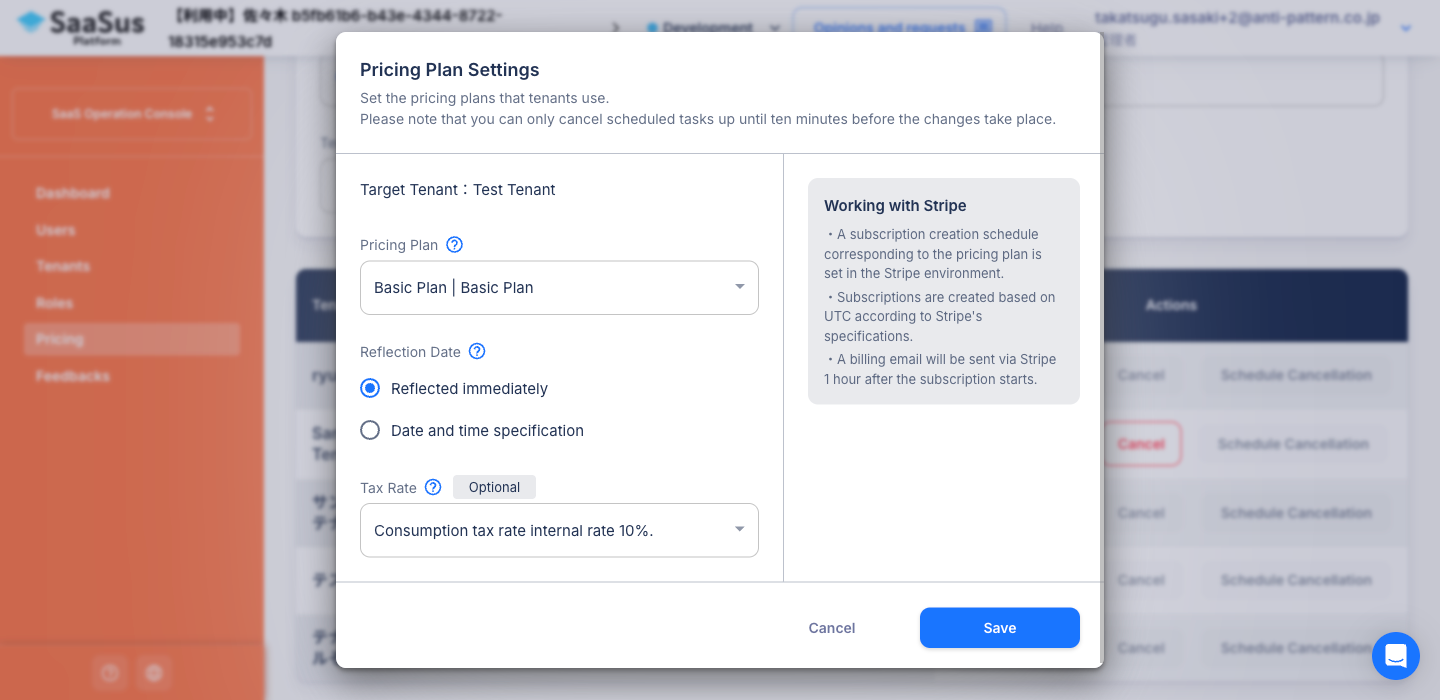 SaaSus
Platform
【利用中】佐々木 b5fb61b6-b43e-4344-8722-
18315e953c7d
Development
Opinions and requests
Help
takatsugu.sasaki+2@anti-pattern.co.jp
SaaS Operation Console
Dashboard
Users
Tenants
Roles
Pricing
Feedbacks
Pricing Plan Settings
Set the pricing plans that tenants use.
Please note that you can only cancel scheduled tasks up until ten minutes before the changes take place.
Target Tenant：Test Tenant
Pricing Plan
Basic Plan | Basic Plan
Reflection Date
Reflected immediately
Date and time specification
Tax Rate Optional
Consumption tax rate internal rate 10%.
Working with Stripe
・A subscription creation schedule
corresponding to the pricing plan is
set in the Stripe environment.
・Subscriptions are created based on
UTC according to Stripe's
specifications.
・A billing email will be sent via Stripe
1 hour after the subscription starts.
Cancel
Save
Actions
Cancel Schedule Cancellation
Cancel Schedule Cancellation
Cancel Schedule Cancellation
Cancel Schedule Cancellation
Cancel Schedule Cancellation